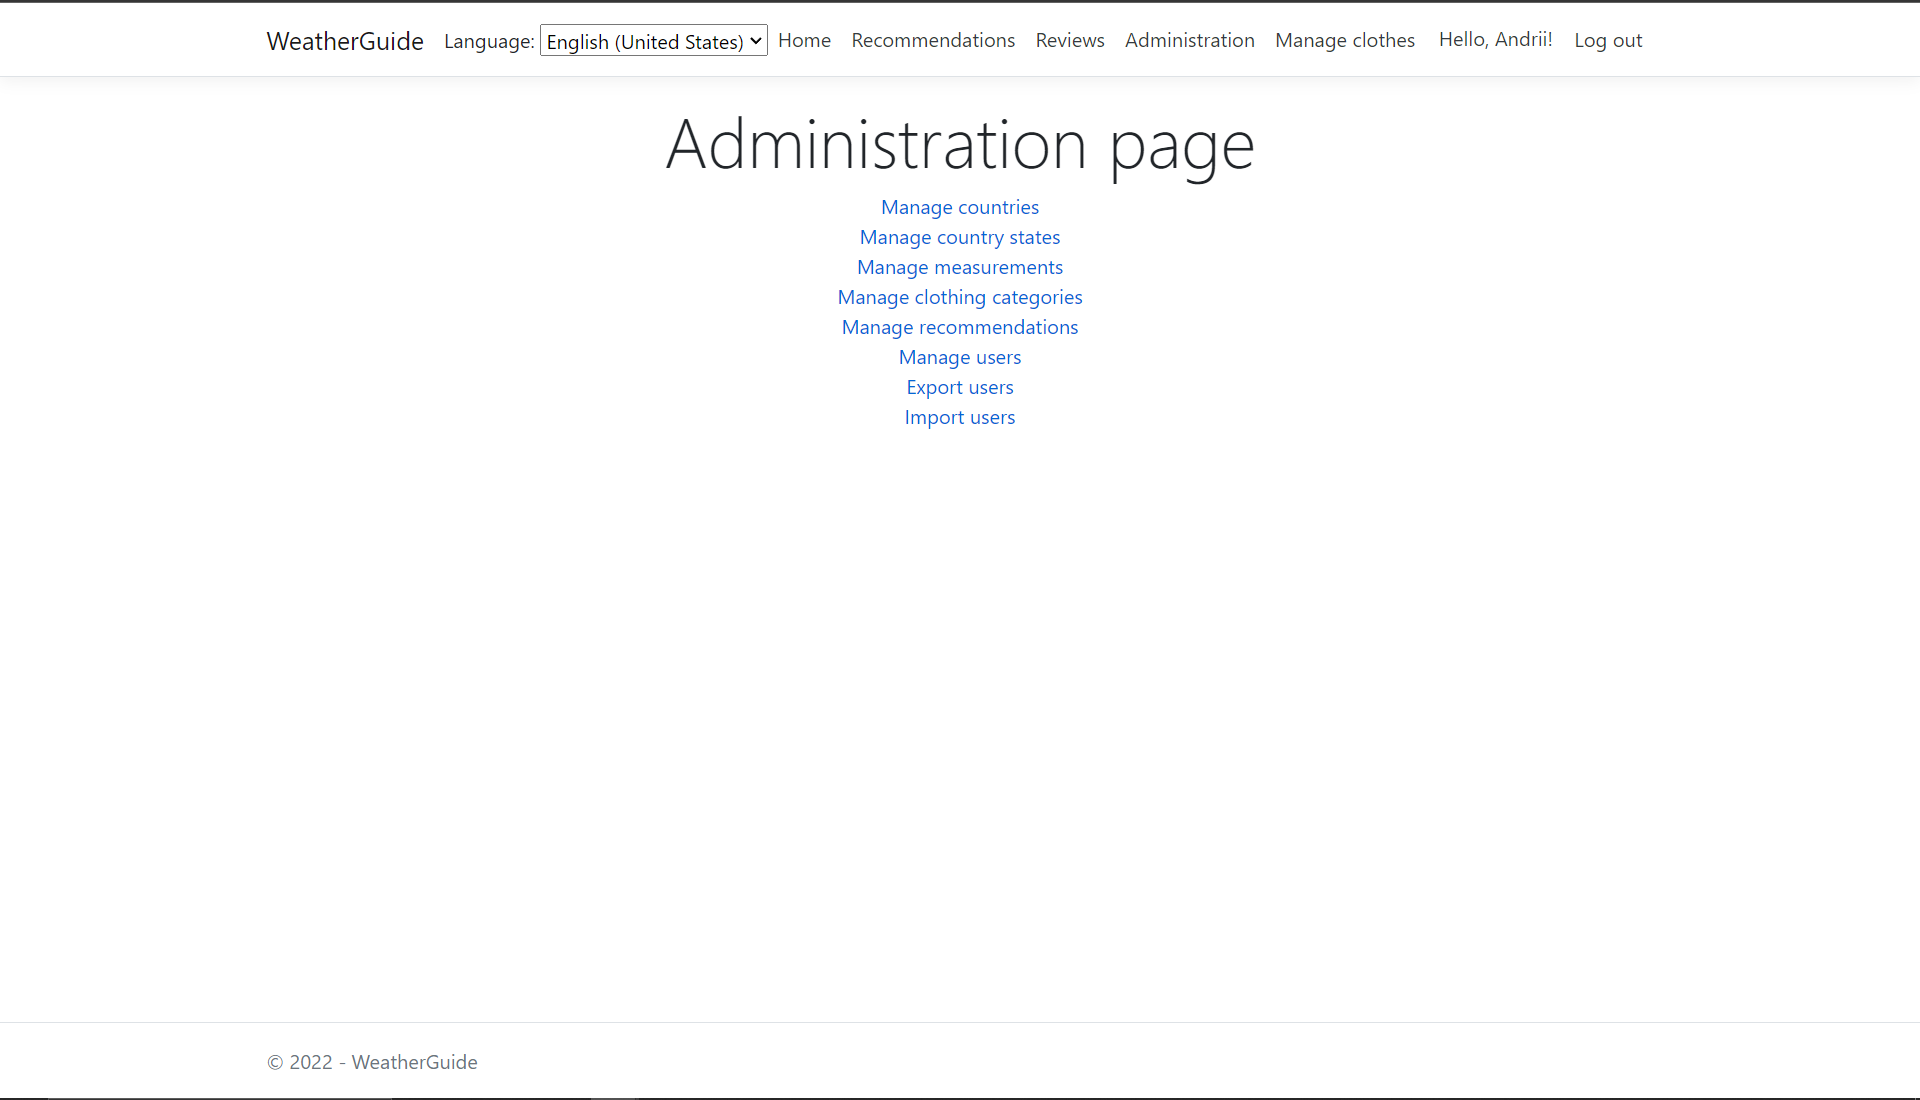 WeatherGuide Language: English (United States) Home Recommendations Reviews Administration Manage clothes Hello, Andrii! Log out
Administration page
Manage countries
Manage country states
Manage measurements
Manage clothing categories
Manage recommendations
Manage users
Export users
Import users
© 2022 - WeatherGuide